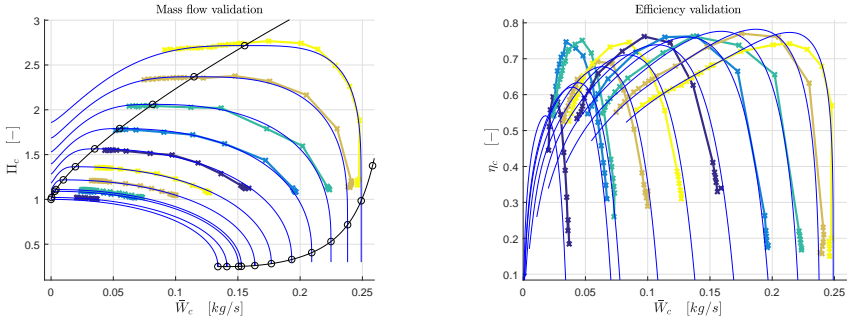 Mass flow validation
3
2.5
2
1.5
1
0.5
Π_c [−]
0 0.05 0.1 0.15 0.2 0.25
W̄_c [kg/s]
Efficiency validation
0.8
0.7
0.6
0.5
0.4
0.3
0.2
0.1
η_c [−]
0 0.05 0.1 0.15 0.2 0.25
W̄_c [kg/s]